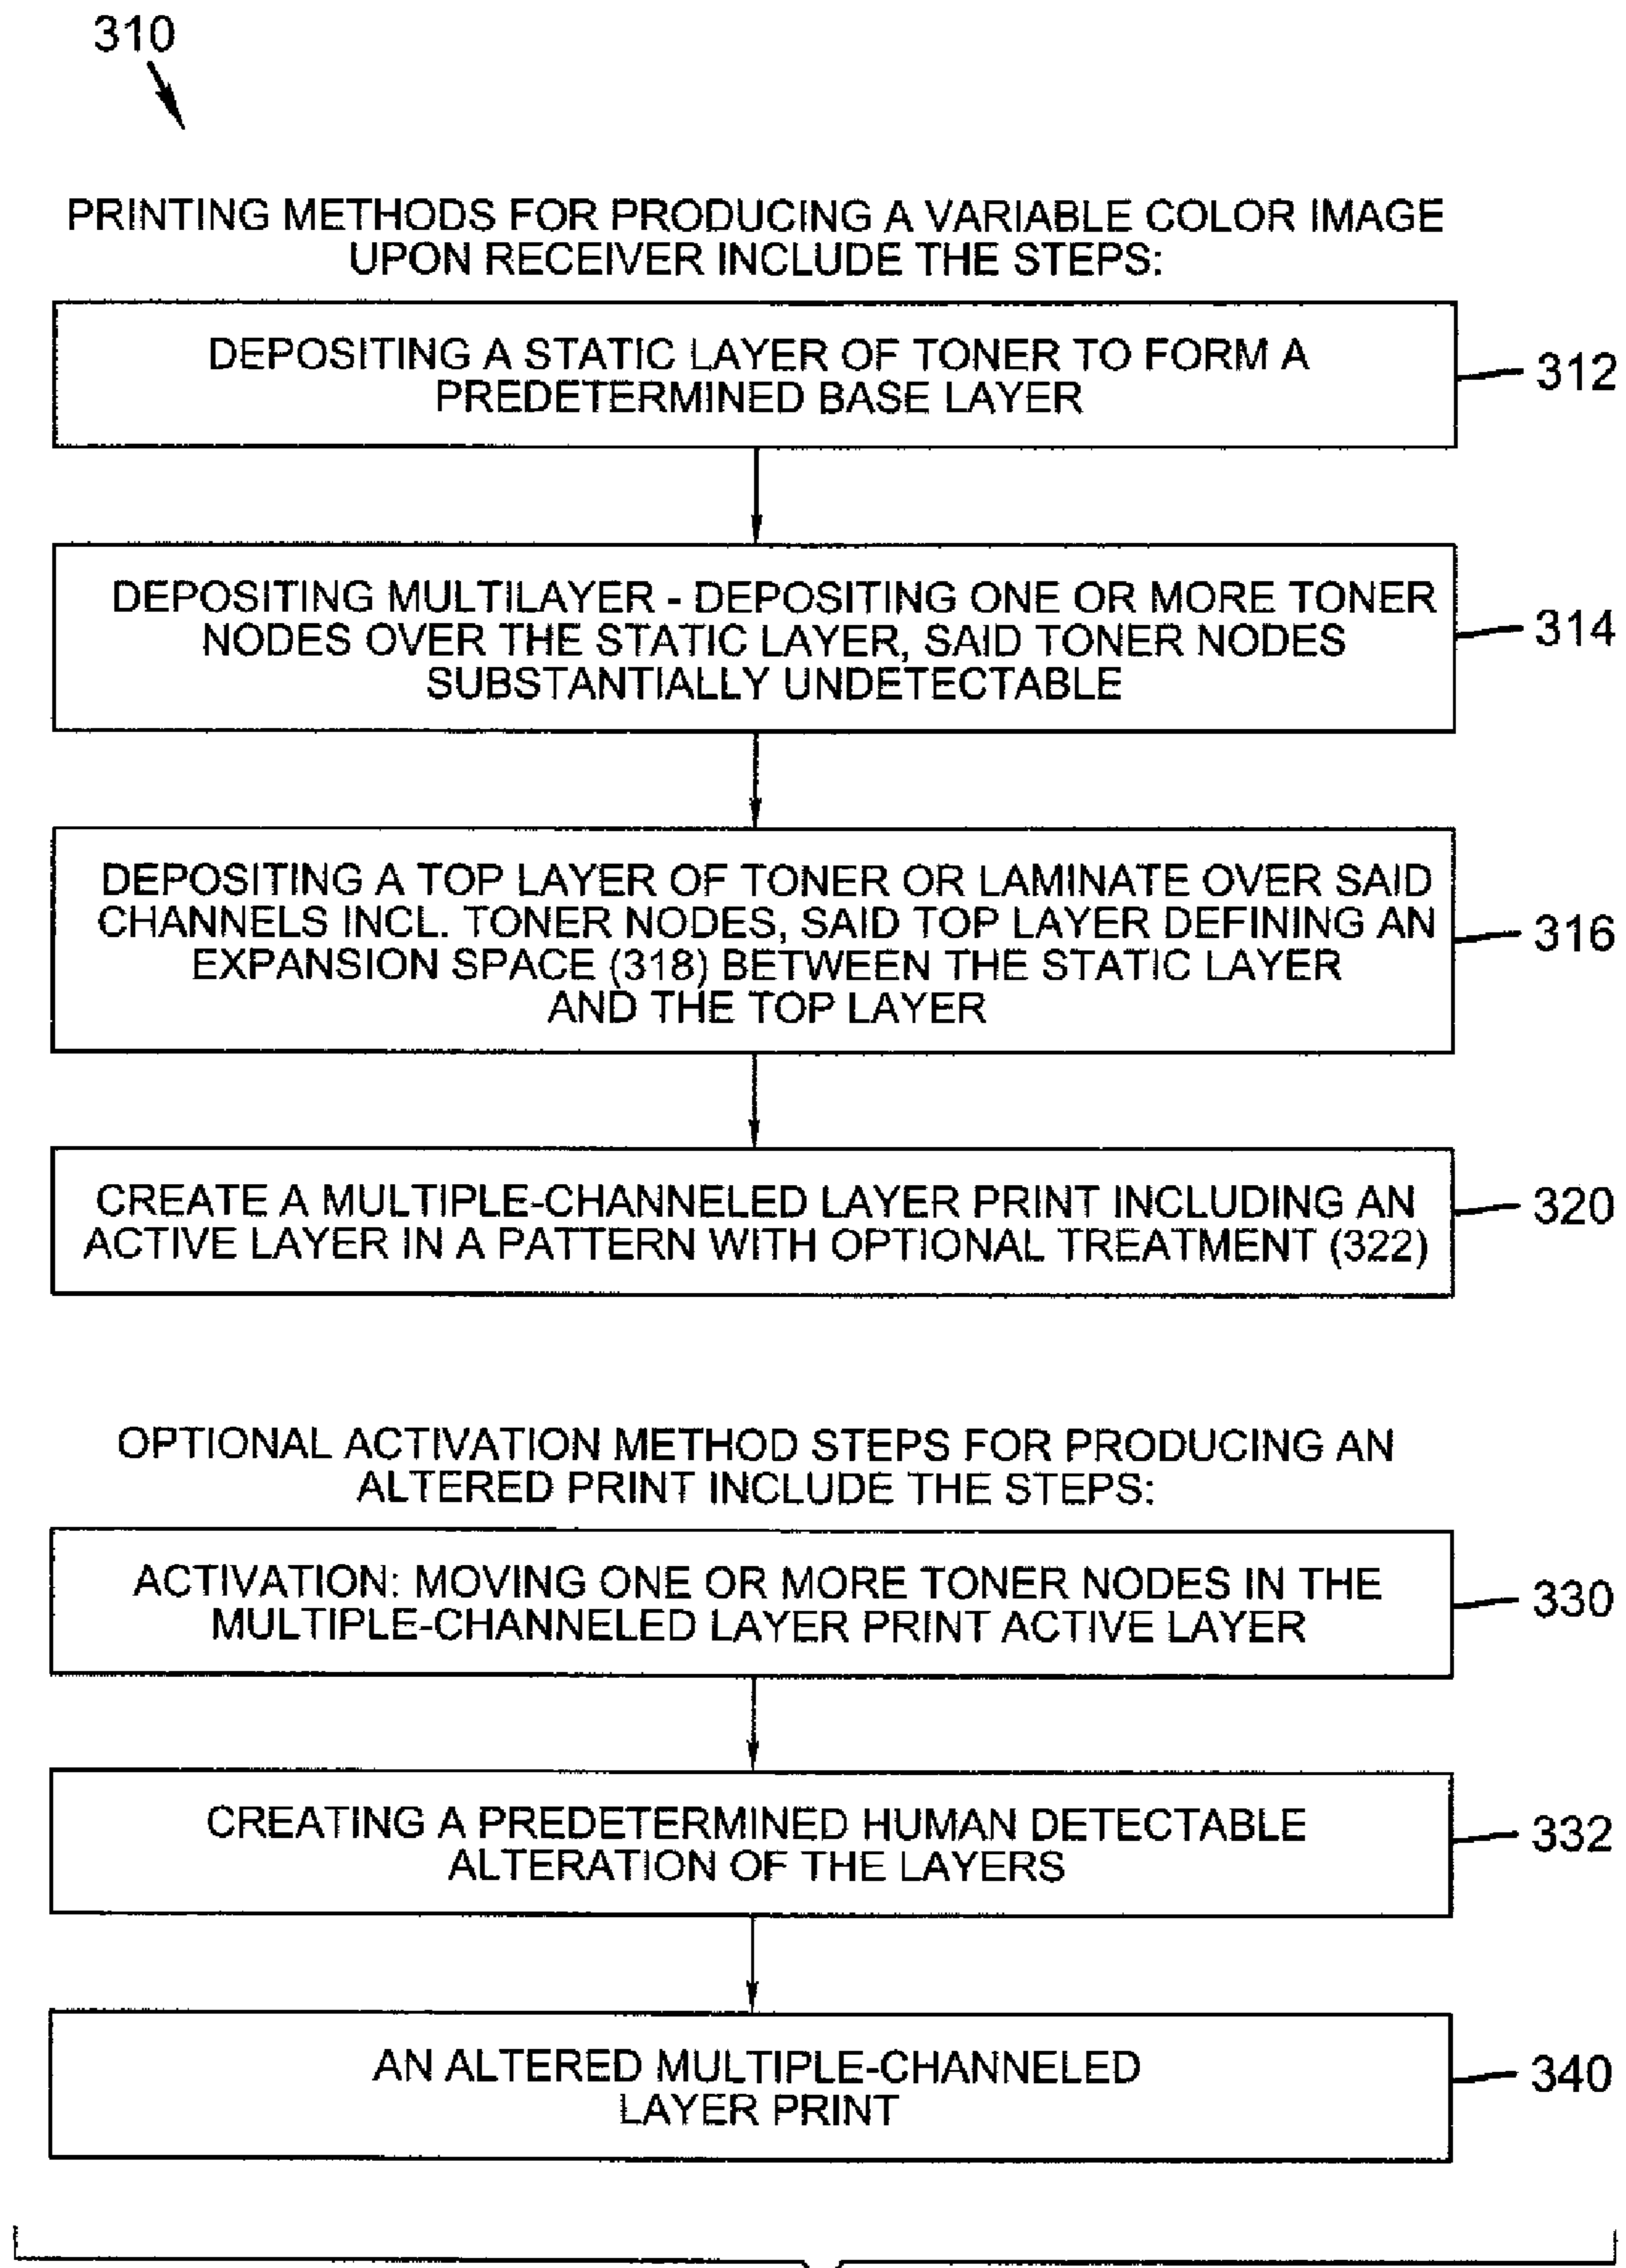 310
PRINTING METHODS FOR PRODUCING A VARIABLE COLOR IMAGE
UPON RECEIVER INCLUDE THE STEPS:
DEPOSITING A STATIC LAYER OF TONER TO FORM A
PREDETERMINED BASE LAYER
312
DEPOSITING MULTILAYER - DEPOSITING ONE OR MORE TONER
NODES OVER THE STATIC LAYER, SAID TONER NODES
SUBSTANTIALLY UNDETECTABLE
314
DEPOSITING A TOP LAYER OF TONER OR LAMINATE OVER SAID
CHANNELS INCL. TONER NODES, SAID TOP LAYER DEFINING AN
EXPANSION SPACE (318) BETWEEN THE STATIC LAYER
AND THE TOP LAYER
316
CREATE A MULTIPLE-CHANNELED LAYER PRINT INCLUDING AN
ACTIVE LAYER IN A PATTERN WITH OPTIONAL TREATMENT (322)
320
OPTIONAL ACTIVATION METHOD STEPS FOR PRODUCING AN
ALTERED PRINT INCLUDE THE STEPS:
ACTIVATION: MOVING ONE OR MORE TONER NODES IN THE
MULTIPLE-CHANNELED LAYER PRINT ACTIVE LAYER
330
CREATING A PREDETERMINED HUMAN DETECTABLE
ALTERATION OF THE LAYERS
332
AN ALTERED MULTIPLE-CHANNELED
LAYER PRINT
340